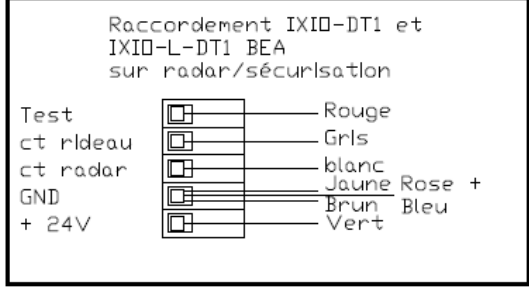 Raccordement IXIO-DT1 et
IXIO-L-DT1 BEA
sur radar/sécurisation
Test Rouge
ct rideau Gris
ct radar blanc
GND Jaune Rose +
Brun Bleu
+ 24V Vert